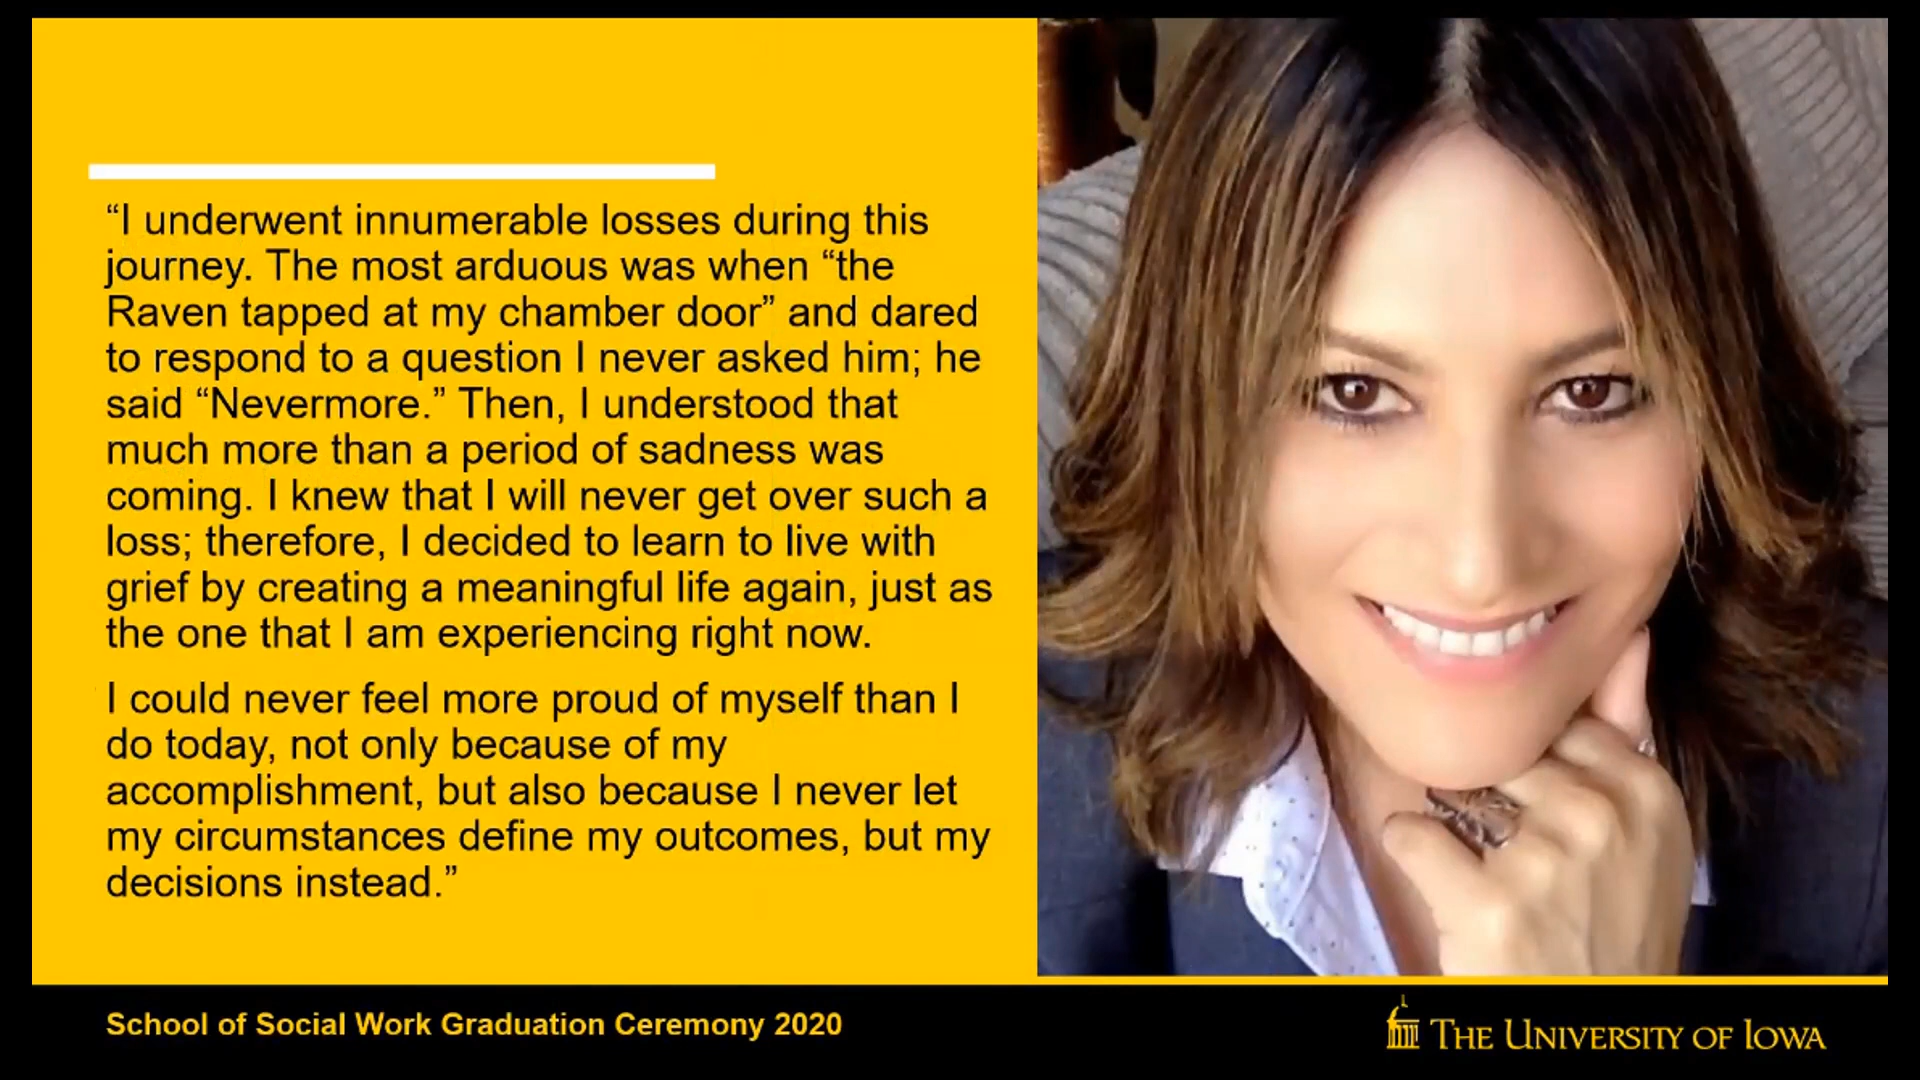 “I underwent innumerable losses during this
journey. The most arduous was when “the
Raven tapped at my chamber door” and dared
to respond to a question I never asked him; he
said “Nevermore.” Then, I understood that
much more than a period of sadness was
coming. I knew that I will never get over such a
loss; therefore, I decided to learn to live with
grief by creating a meaningful life again, just as
the one that I am experiencing right now.
I could never feel more proud of myself than I
do today, not only because of my
accomplishment, but also because I never let
my circumstances define my outcomes, but my
decisions instead.”
School of Social Work Graduation Ceremony 2020
THE UNIVERSITY OF IOWA